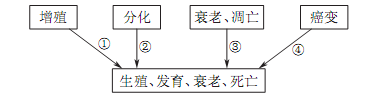 增殖 分化 衰老、凋亡 癌变
① ② ③ ④
生殖、发育、衰老、死亡